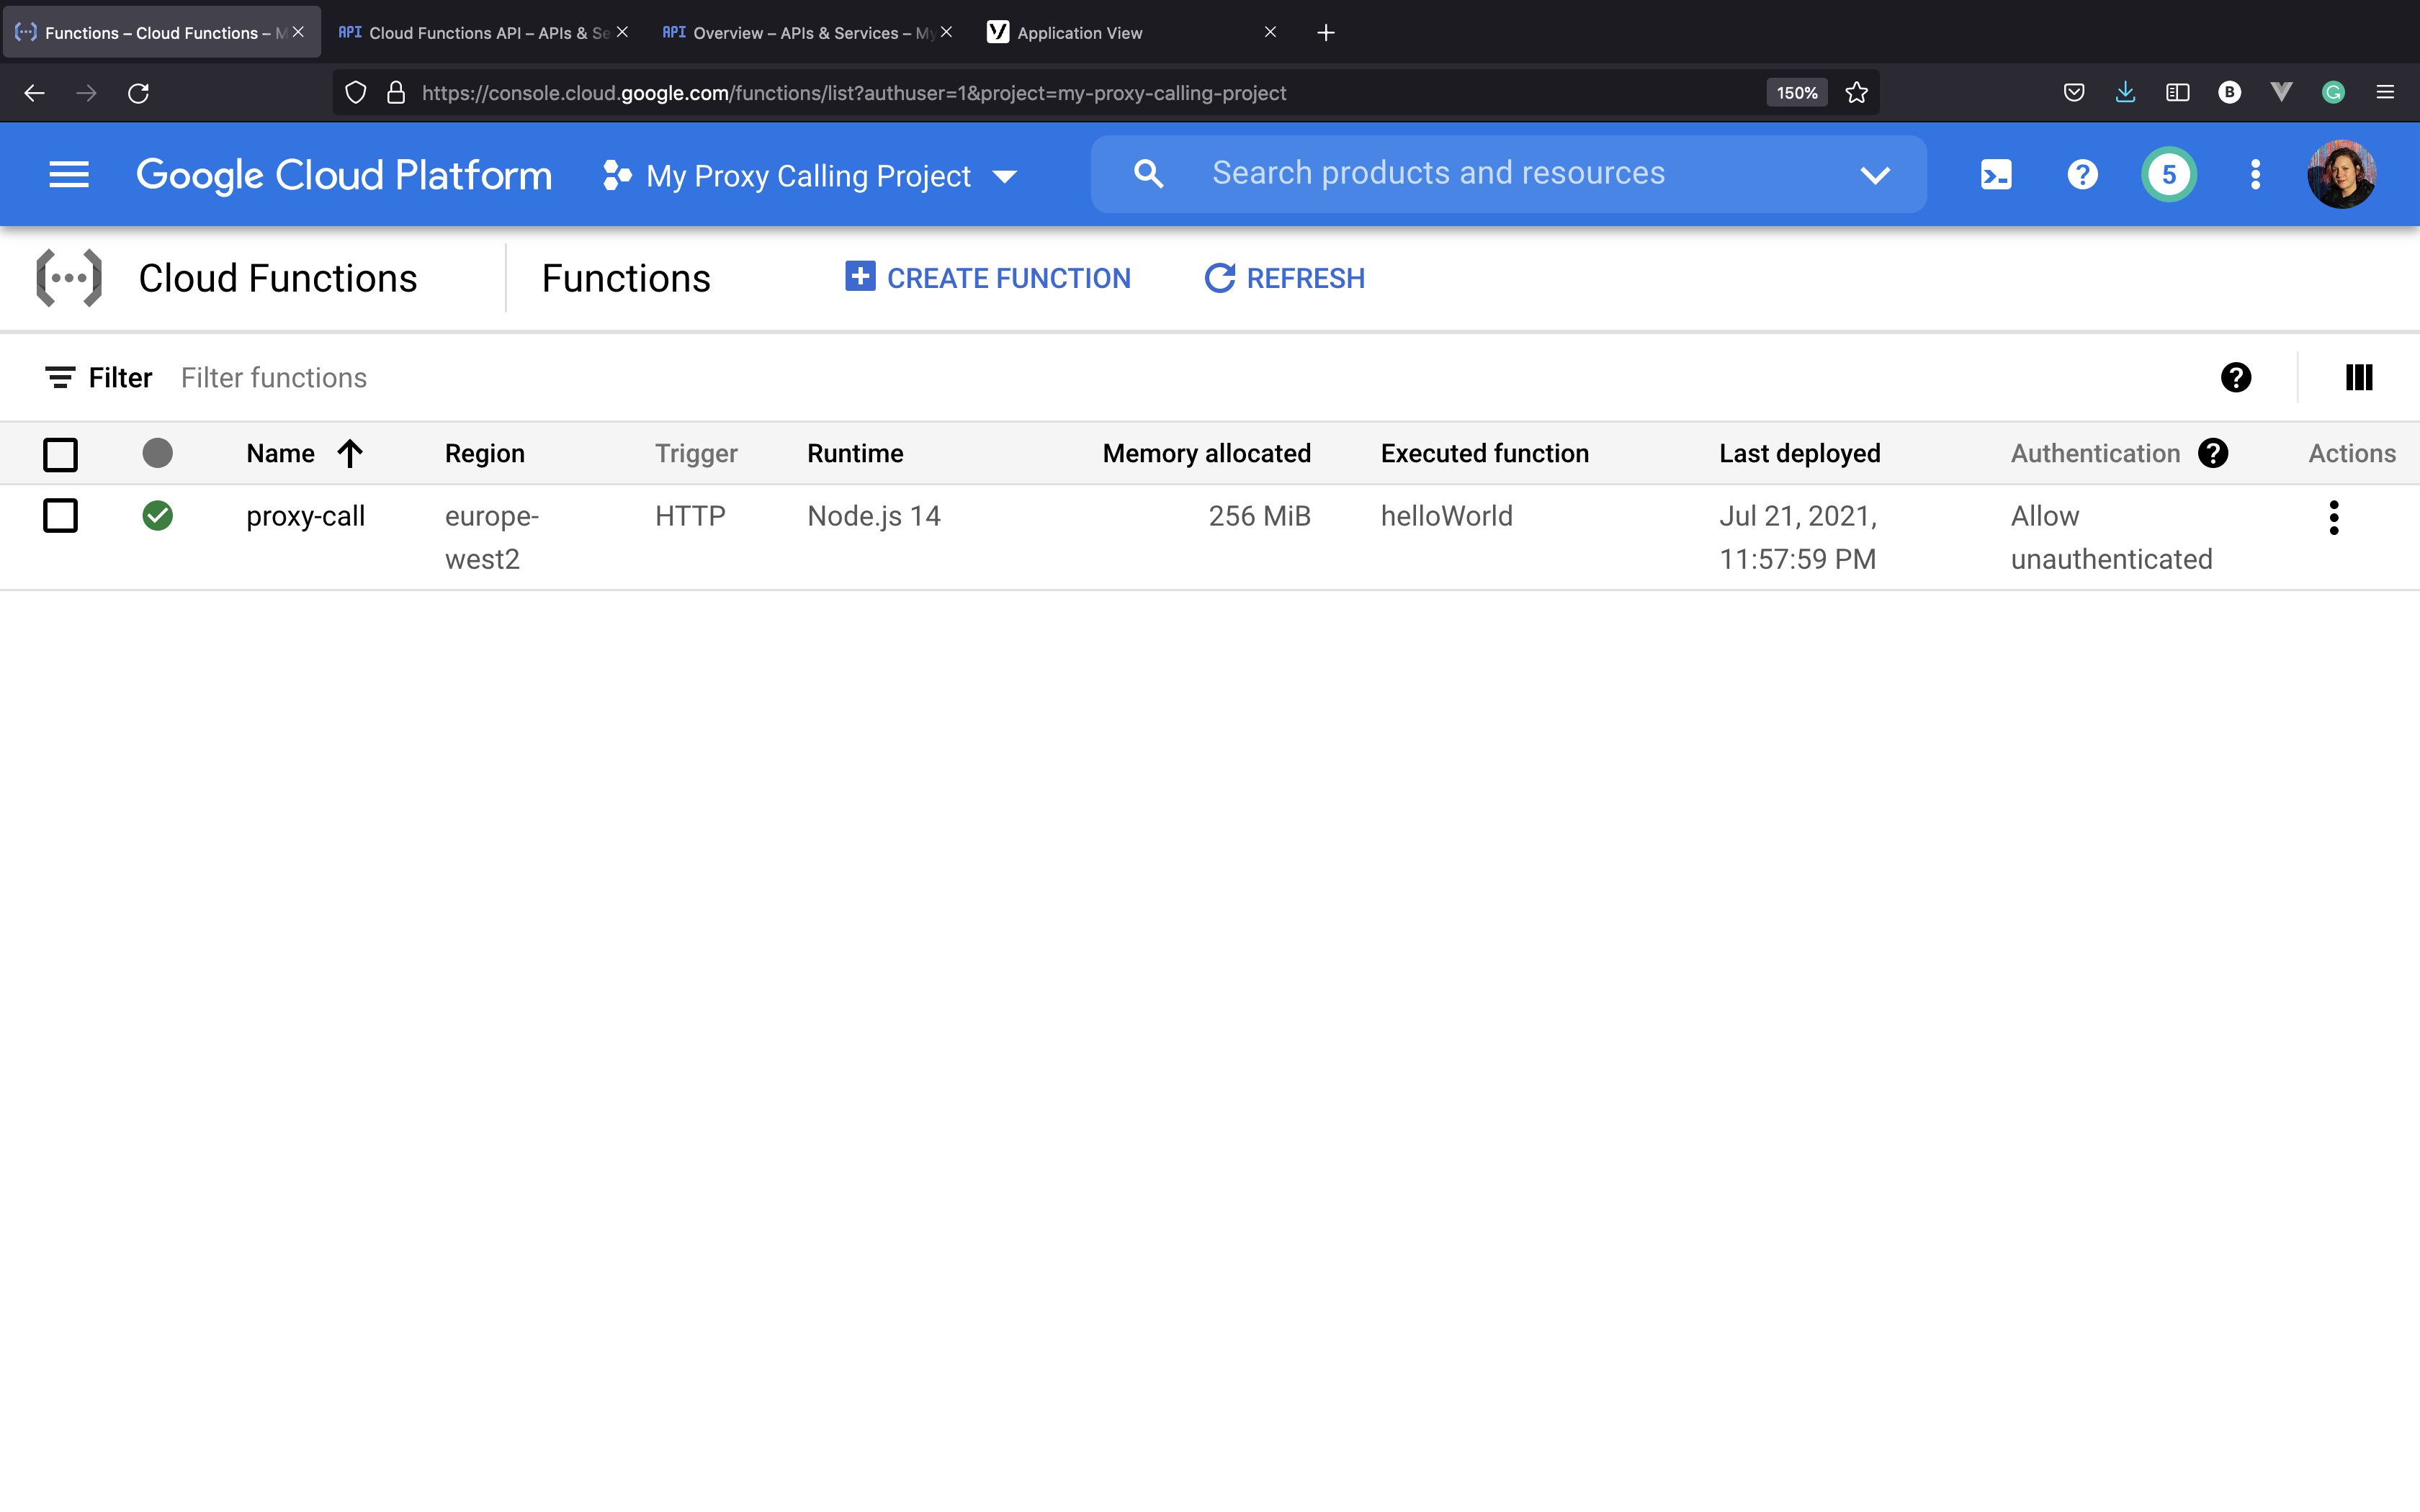 Functions – Cloud Functions – M
API Cloud Functions API – APIs & Se
API Overview – APIs & Services – My
Application View
https://console.cloud.google.com/functions/list?authuser=1&project=my-proxy-calling-project
150%
B
G
Google Cloud Platform
My Proxy Calling Project
Search products and resources
?
5
Cloud Functions
Functions
CREATE FUNCTION
REFRESH
Filter Filter functions
?
Name Region Trigger Runtime Memory allocated Executed function Last deployed Authentication ? Actions
proxy-call europe- HTTP Node.js 14 256 MiB helloWorld Jul 21, 2021, Allow
west2 11:57:59 PM unauthenticated